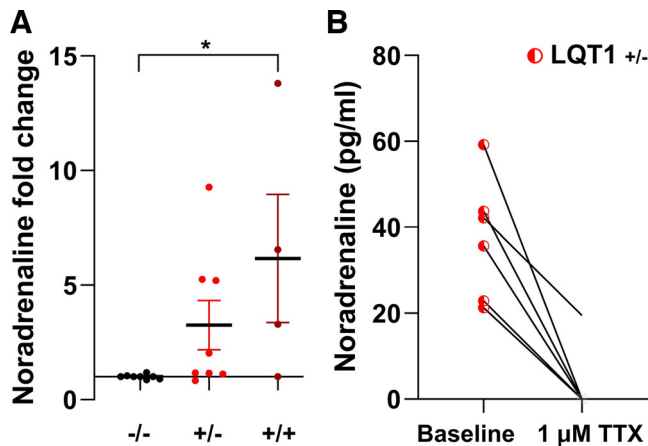 A
Noradrenaline fold change
15
10
5
0
*
-/-
+/-
+/+
B
Noradrenaline (pg/ml)
80
60
40
20
0
LQT1 +/-
Baseline
1 µM TTX